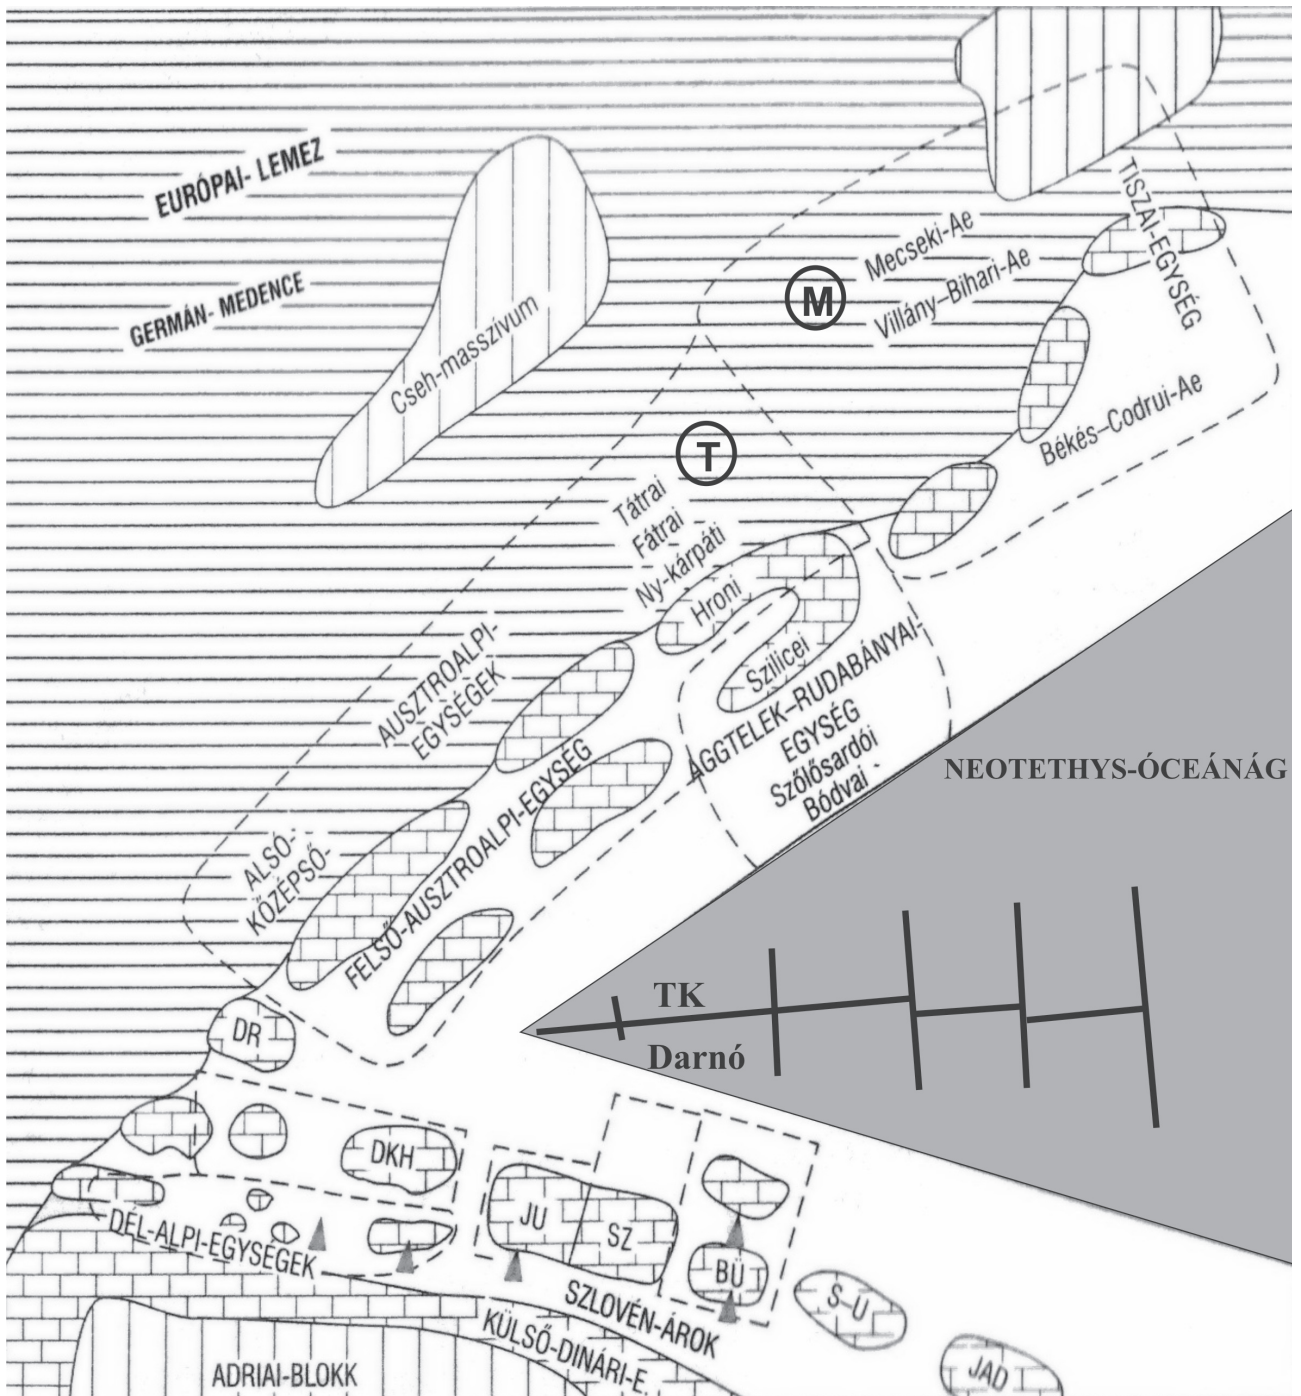 EURÓPAI- LEMEZ
GERMÁN- MEDENCE
Cseh-masszívum
TISZAI-EGYSÉG
Mecseki-Ae
M
Villány–Bihari-Ae
Békés–Codrui-Ae
T
Tátrai
Fátrai
Ny-kárpáti
Hroni
Szilicei
AUSZTROALPI-
EGYSÉGEK
AGGTELEK–RUDABÁNYAI-
EGYSÉG
Szőlősardói
Bódvai
NEOTETHYS-ÓCEÁNÁG
ALSÓ-
KÖZÉPSŐ-
FELSŐ-AUSZTROALPI-EGYSÉG
TK
Darnó
DR
DKH
JU
SZ
BÜ
S-U
JAD
DÉL-ALPI-EGYSÉGEK
SZLOVÉN-ÁROK
KÜLSŐ-DINÁRI-E.
ADRIAI-BLOKK